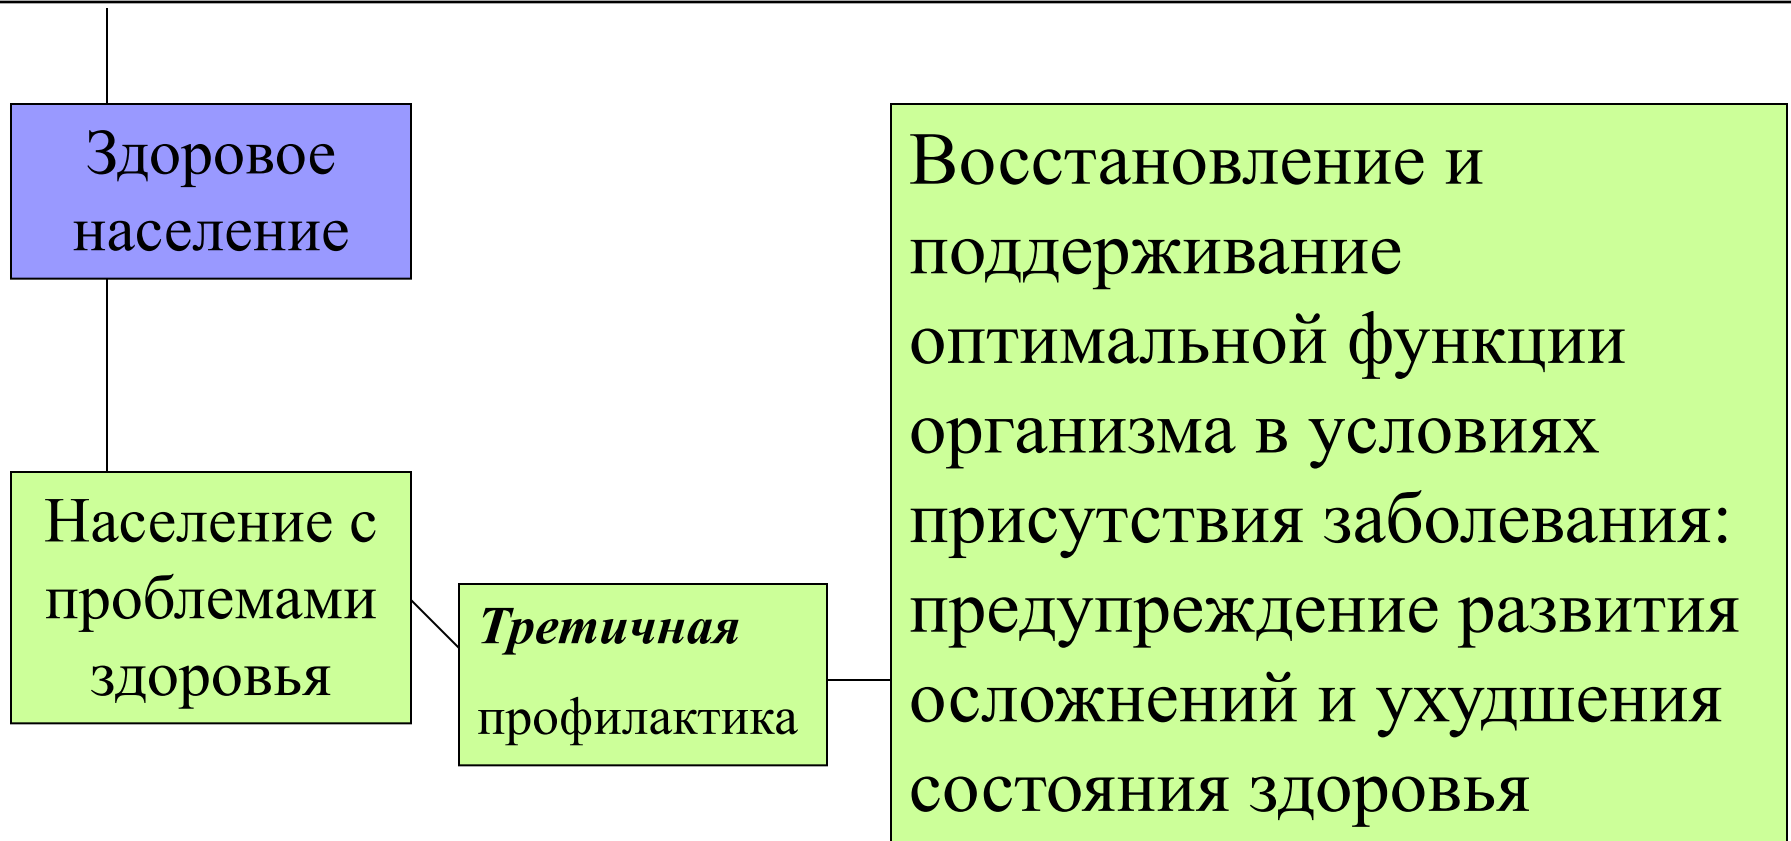 Здоровое
население
Население с
проблемами
здоровья
Третичная
профилактика
Восстановление и
поддерживание
оптимальной функции
организма в условиях
присутствия заболевания:
предупреждение развития
осложнений и ухудшения
состояния здоровья